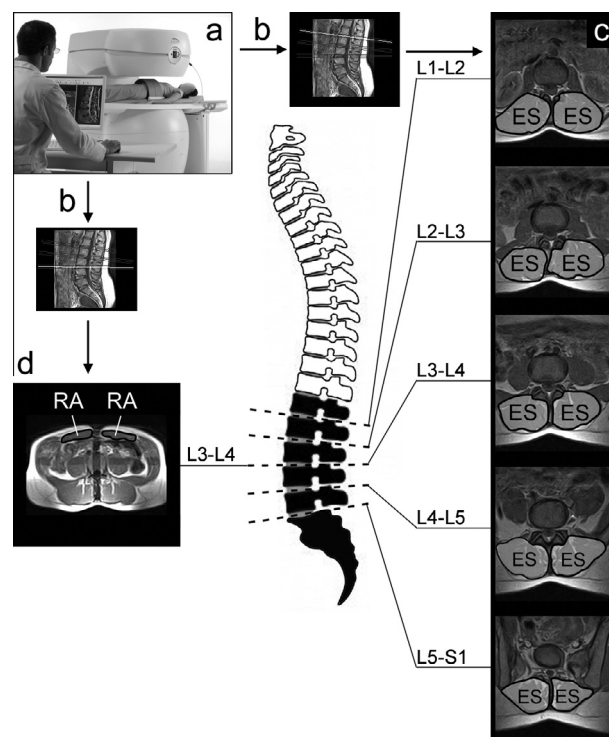 a
b
c
L1-L2
ES ES
b
L2-L3
ES ES
d
L3-L4
ES ES
RA RA
L3-L4
L4-L5
ES ES
L5-S1
ES ES